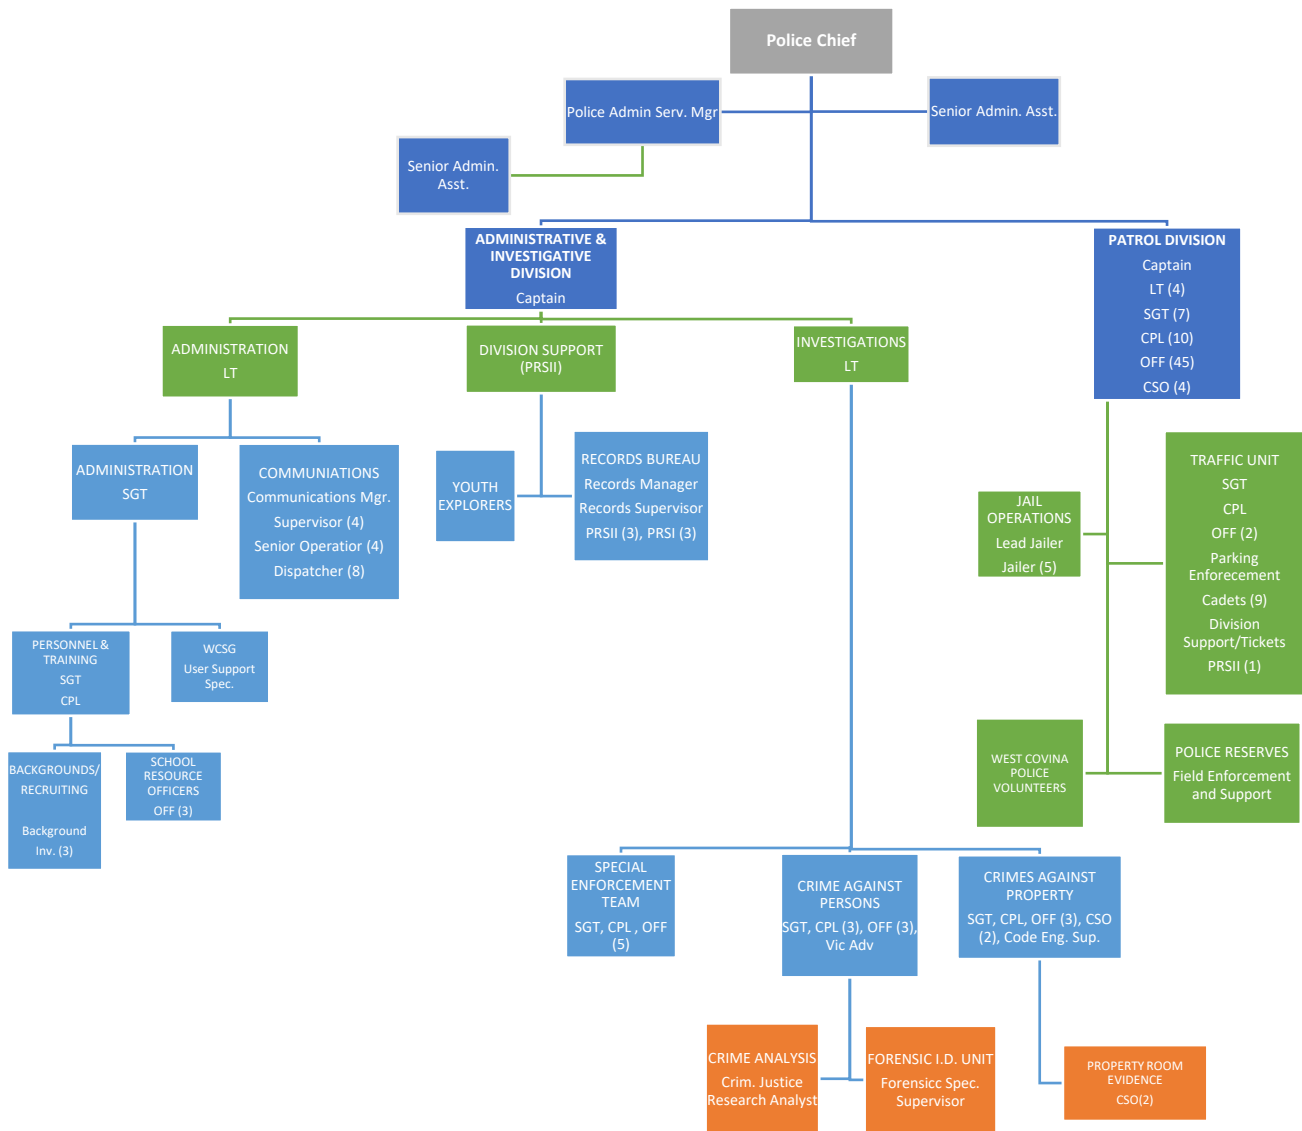 Police Chief
Police Admin Serv. Mgr
Senior Admin. Asst.
Senior Admin.
Asst.
ADMINISTRATIVE &
INVESTIGATIVE
DIVISION
Captain
PATROL DIVISION
Captain
LT (4)
SGT (7)
CPL (10)
OFF (45)
CSO (4)
ADMINISTRATION
LT
DIVISION SUPPORT
(PRSII)
INVESTIGATIONS
LT
ADMINISTRATION
SGT
COMMUNIATIONS
Communications Mgr.
Supervisor (4)
Senior Operatior (4)
Dispatcher (8)
YOUTH
EXPLORERS
RECORDS BUREAU
Records Manager
Records Supervisor
PRSII (3), PRSI (3)
JAIL
OPERATIONS
Lead Jailer
Jailer (5)
TRAFFIC UNIT
SGT
CPL
OFF (2)
Parking
Enforecement
Cadets (9)
Division
Support/Tickets
PRSII (1)
PERSONNEL &
TRAINING
SGT
CPL
WCSG
User Support
Spec.
BACKGROUNDS/
RECRUITING
Background
Inv. (3)
SCHOOL
RESOURCE
OFFICERS
OFF (3)
WEST COVINA
POLICE
VOLUNTEERS
POLICE RESERVES
Field Enforcement
and Support
SPECIAL
ENFORCEMENT
TEAM
SGT, CPL , OFF
(5)
CRIME AGAINST
PERSONS
SGT, CPL (3), OFF (3),
Vic Adv
CRIMES AGAINST
PROPERTY
SGT, CPL, OFF (3), CSO
(2), Code Eng. Sup.
CRIME ANALYSIS
Crim. Justice
Research Analyst
FORENSIC I.D. UNIT
Forensicc Spec.
Supervisor
PROPERTY ROOM
EVIDENCE
CSO(2)